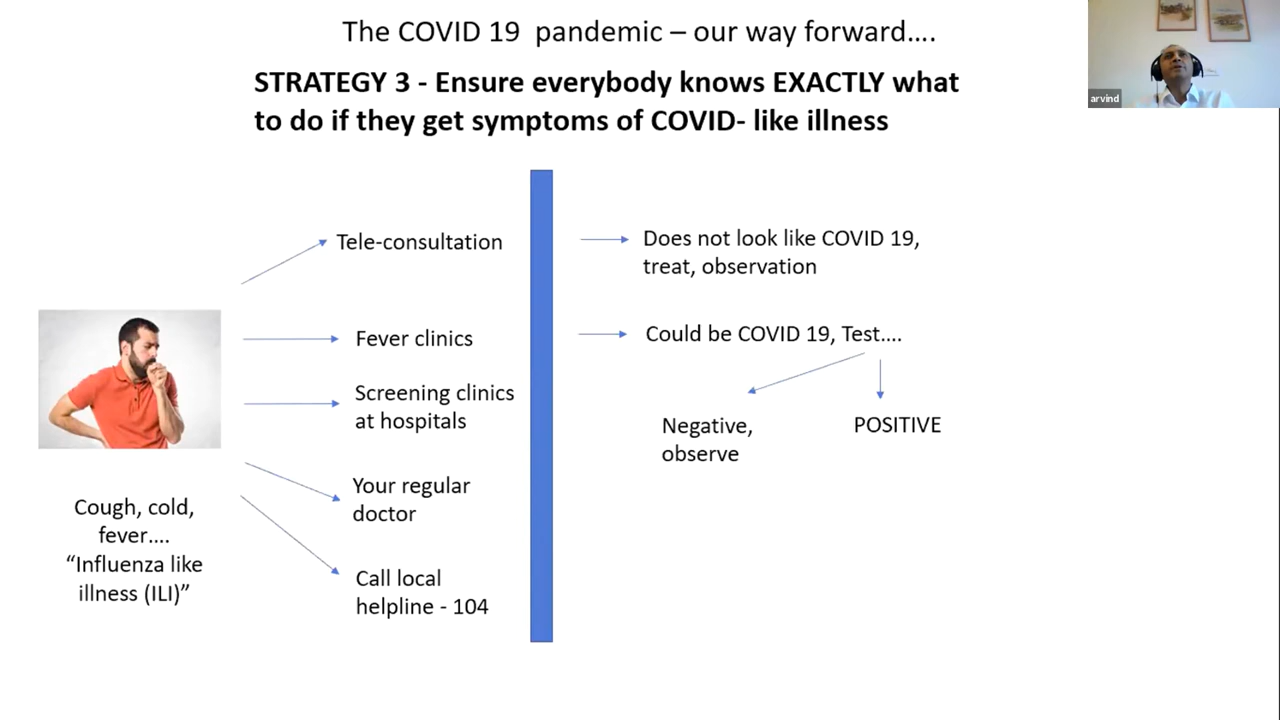 The COVID 19 pandemic – our way forward....
STRATEGY 3 - Ensure everybody knows EXACTLY what
to do if they get symptoms of COVID- like illness
arvind
Tele-consultation
Fever clinics
Screening clinics
at hospitals
Your regular
doctor
Call local
helpline - 104
Cough, cold,
fever....
“Influenza like
illness (ILI)”
Does not look like COVID 19,
treat, observation
Could be COVID 19, Test....
Negative,
observe
POSITIVE